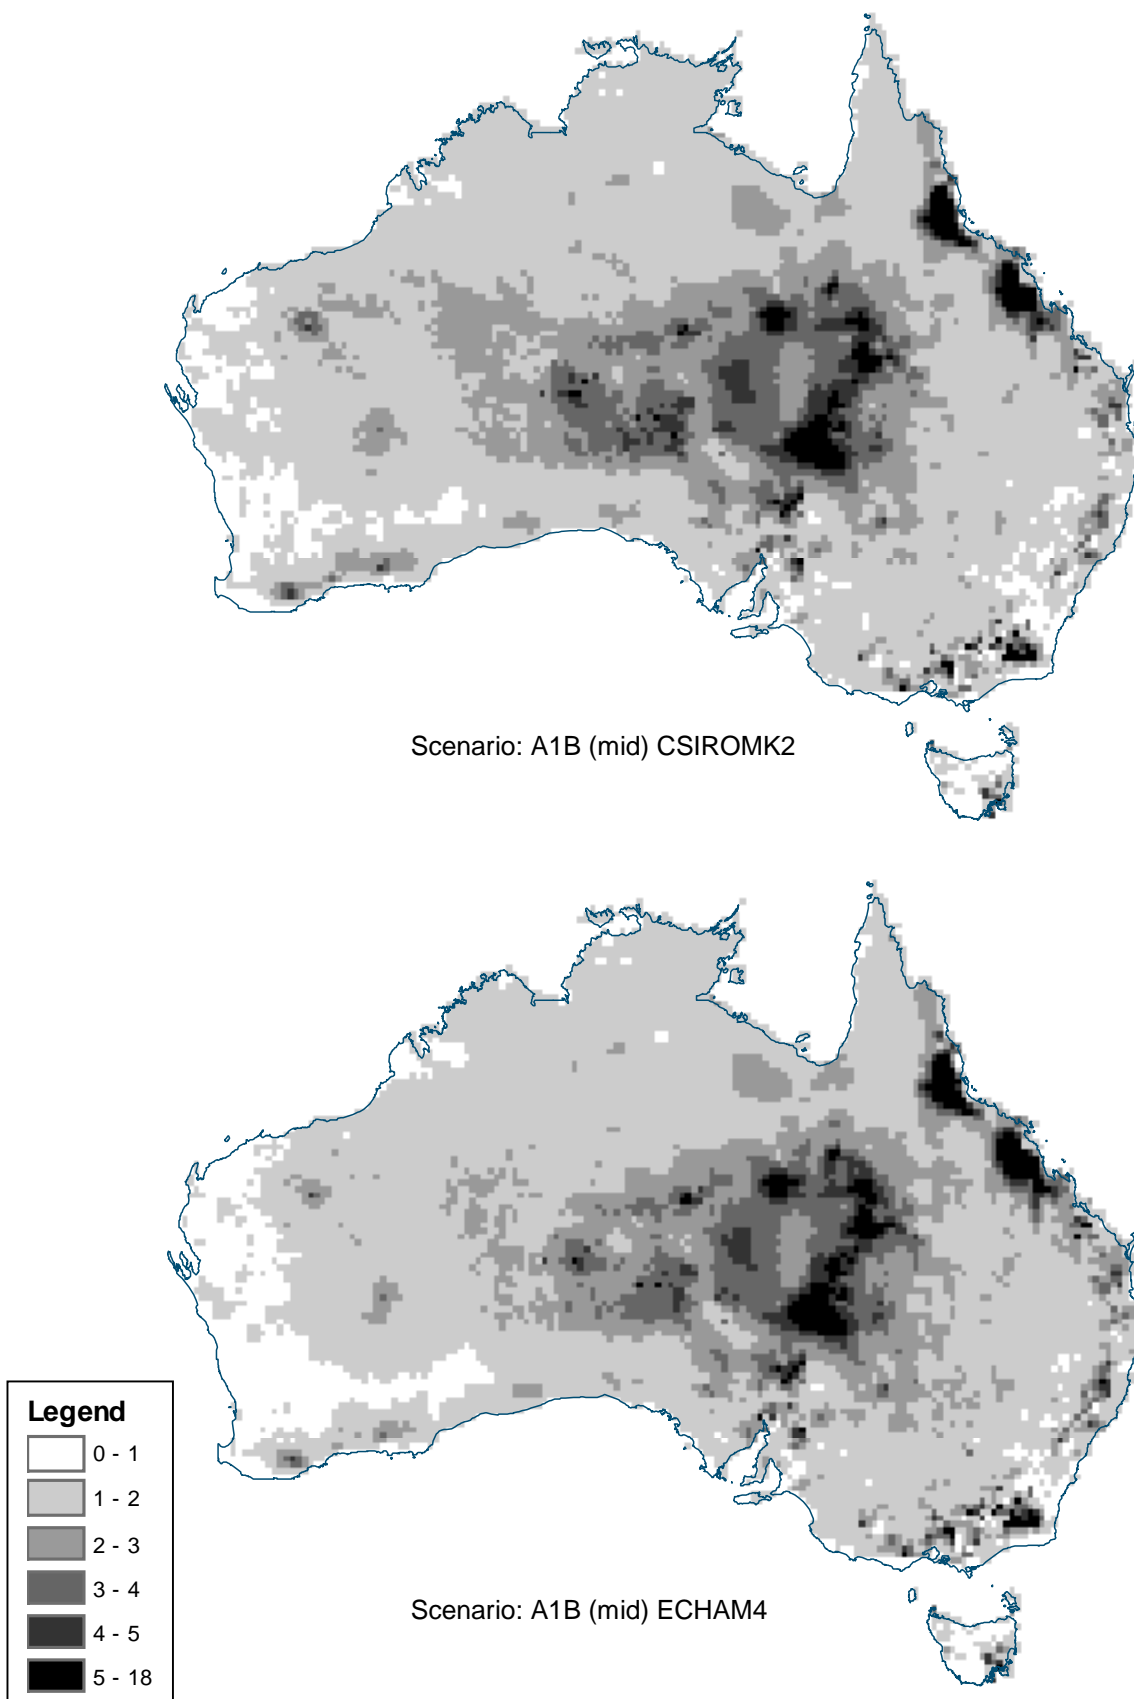 Scenario: A1B (mid) CSIROMK2
Scenario: A1B (mid) ECHAM4
Legend
0 - 1
1 - 2
2 - 3
3 - 4
4 - 5
5 - 18